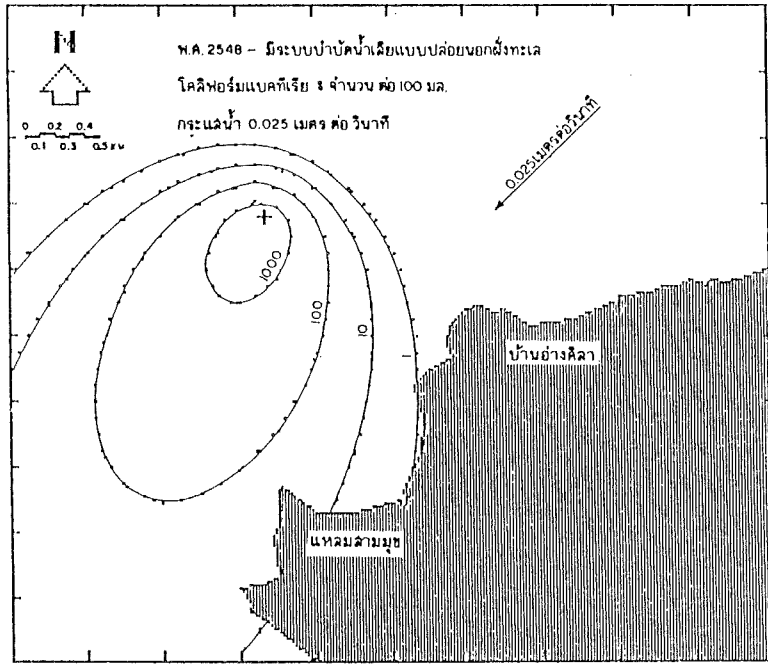 N
พ.ศ. 2548 - มีระบบบำบัดน้ำเสียแบบปล่อยนอกฝั่งทะเล
โคลิฟอร์มแบคทีเรีย : จำนวน ต่อ 100 มล.
กระแสน้ำ 0.025 เมตร ต่อ วินาที
0 0.2 0.4
0.1 0.3 0.5 KM
0.025 เมตรต่อวินาที
1000
100
10
1
บ้านอ่างศิลา
แหลมสามมุข